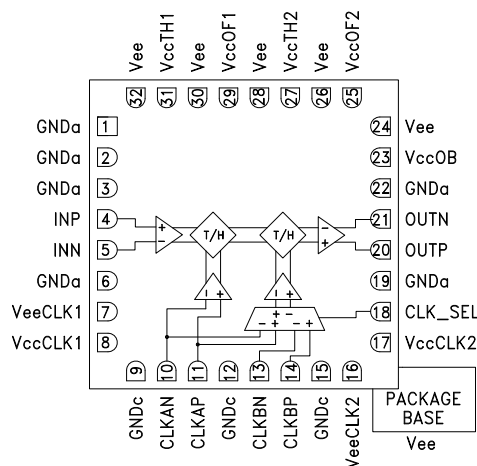 Vee
VccTH1
Vee
VccOF1
Vee
VccTH2
Vee
VccOF2
32
31
30
29
28
27
26
25
GNDa 1
GNDa 2
GNDa 3
INP 4
INN 5
GNDa 6
VeeCLK1 7
VccCLK1 8
24 Vee
23 VccOB
22 GNDa
21 OUTN
20 OUTP
19 GNDa
18 CLK_SEL
17 VccCLK2
+
−
T/H
T/H
−
+
− +
− +
− +
− + − +
9
10
11
12
13
14
15
16
GNDc
CLKAN
CLKAP
GNDc
CLKBN
CLKBP
GNDc
VeeCLK2
PACKAGE
BASE
Vee